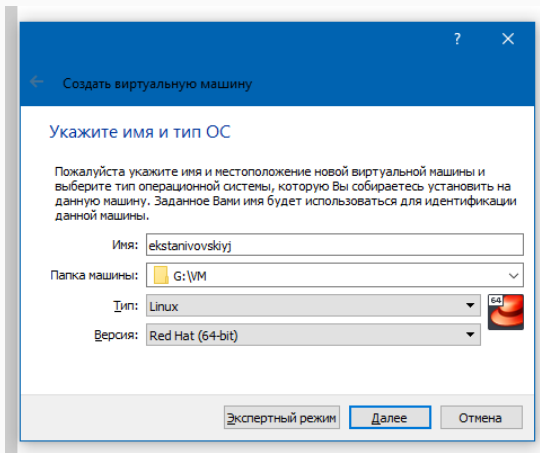 ?
Создать виртуальную машину
Укажите имя и тип ОС
Пожалуйста укажите имя и местоположение новой виртуальной машины и
выберите тип операционной системы, которую Вы собираетесь установить на
данную машину. Заданное Вами имя будет использоваться для идентификации
данной машины.
Имя: ekstanivovskiyj
Папка машины: G:\VM
Тип: Linux 64
Версия: Red Hat (64-bit)
Экспертный режим Далее Отмена